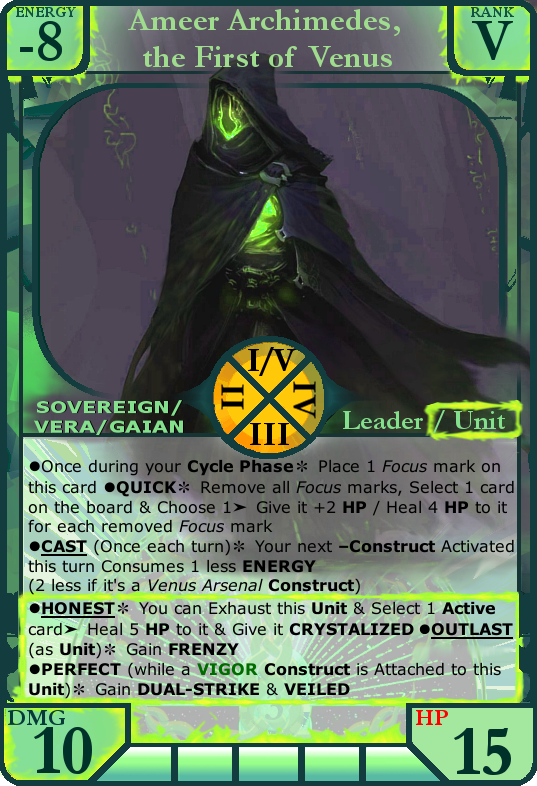 ENERGY
-8
Ameer Archimedes,
the First of Venus
RANK
V
I/V
II
IV
III
SOVEREIGN/
VERA/GAIAN
Leader / Unit
●Once during your Cycle Phase✻ Place 1 Focus mark on
this card ●QUICK✻ Remove all Focus marks, Select 1 card
on the board & Choose 1➤ Give it +2 HP / Heal 4 HP to it
for each removed Focus mark
●CAST (Once each turn)✻ Your next –Construct Activated
this turn Consumes 1 less ENERGY
(2 less if it's a Venus Arsenal Construct)
●HONEST✻ You can Exhaust this Unit & Select 1 Active
card➤ Heal 5 HP to it & Give it CRYSTALIZED ●OUTLAST
(as Unit)✻ Gain FRENZY
●PERFECT (while a VIGOR Construct is Attached to this
Unit)✻ Gain DUAL-STRIKE & VEILED
DMG
10
HP
15